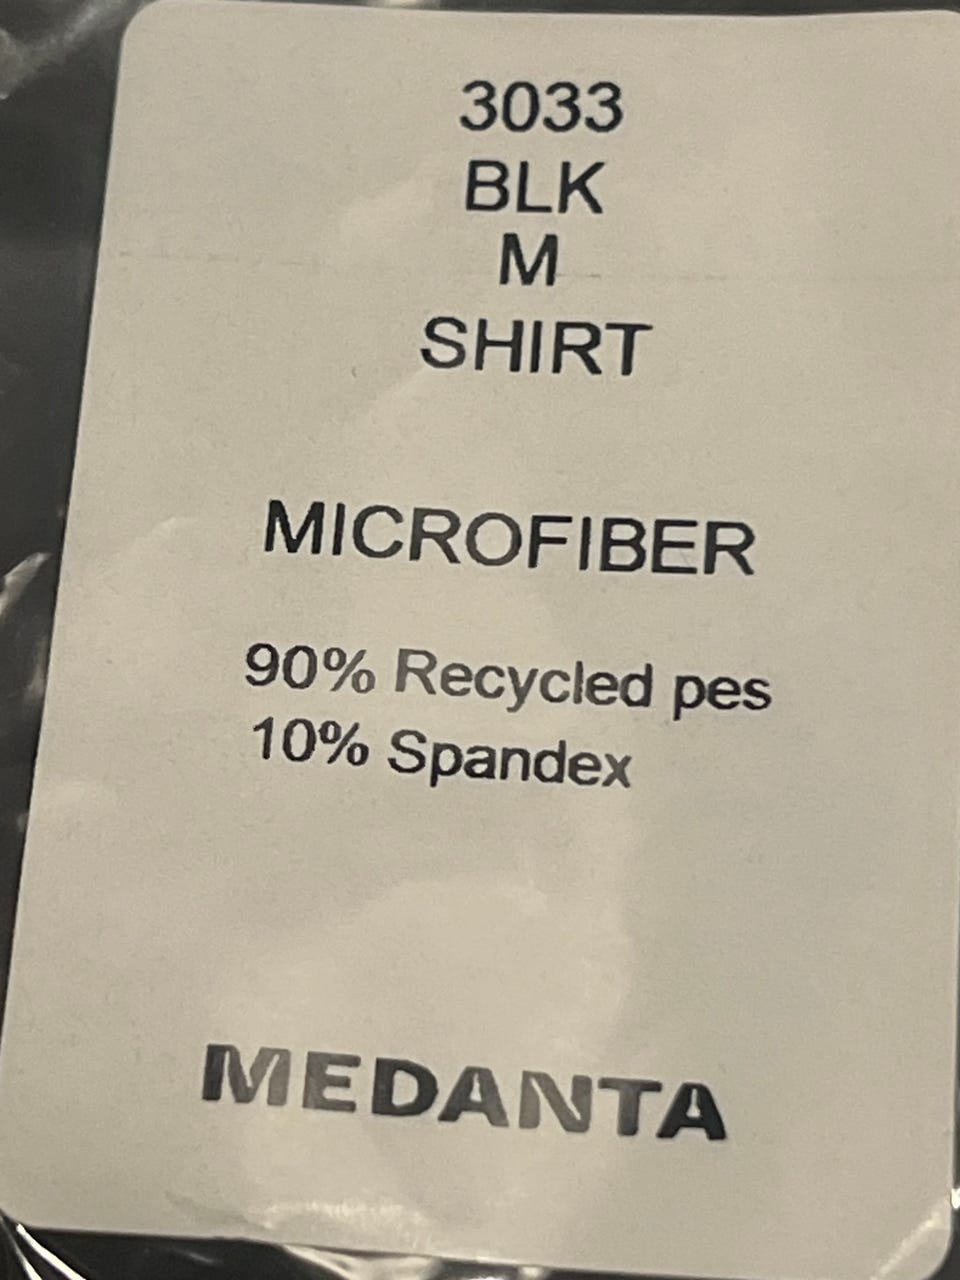 3033
BLK
M
SHIRT
MICROFIBER
90% Recycled pes
10% Spandex
MEDANTA